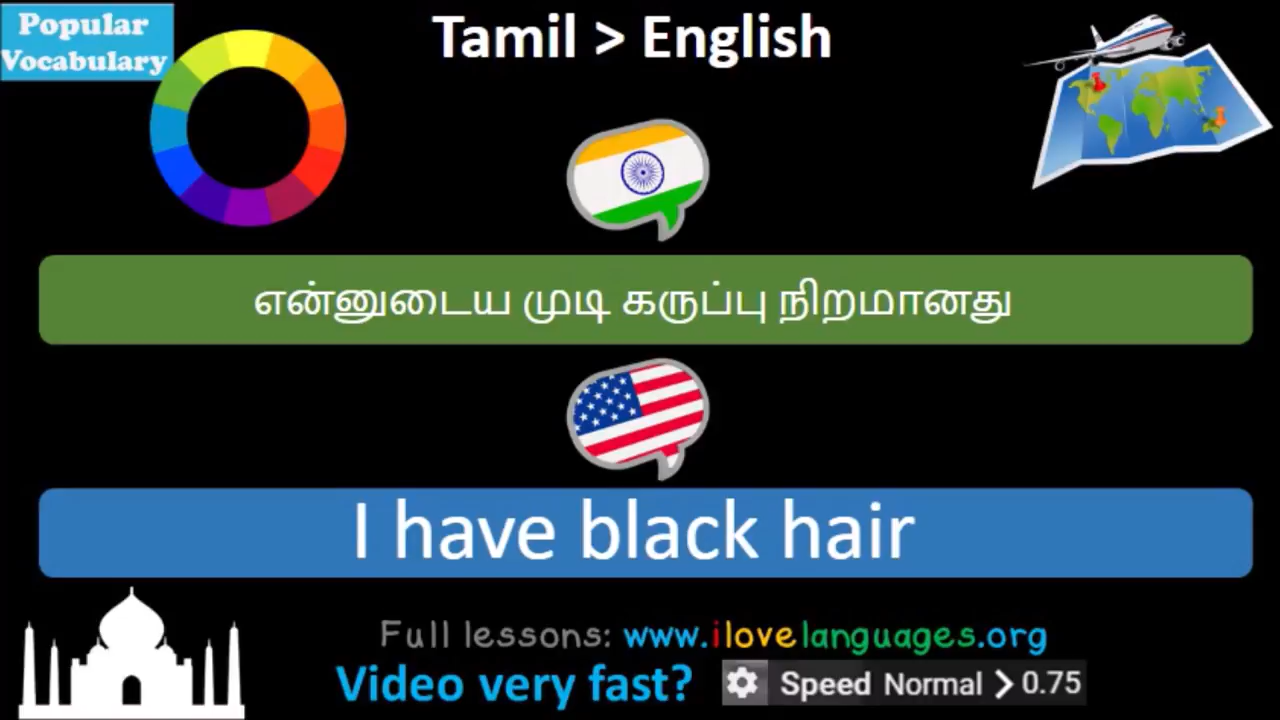 Popular
Vocabulary
Tamil > English
என்னுடைய முடி கருப்பு நிறமானது
I have black hair
Full lessons: www.ilovelanguages.org
Video very fast? Speed Normal > 0.75